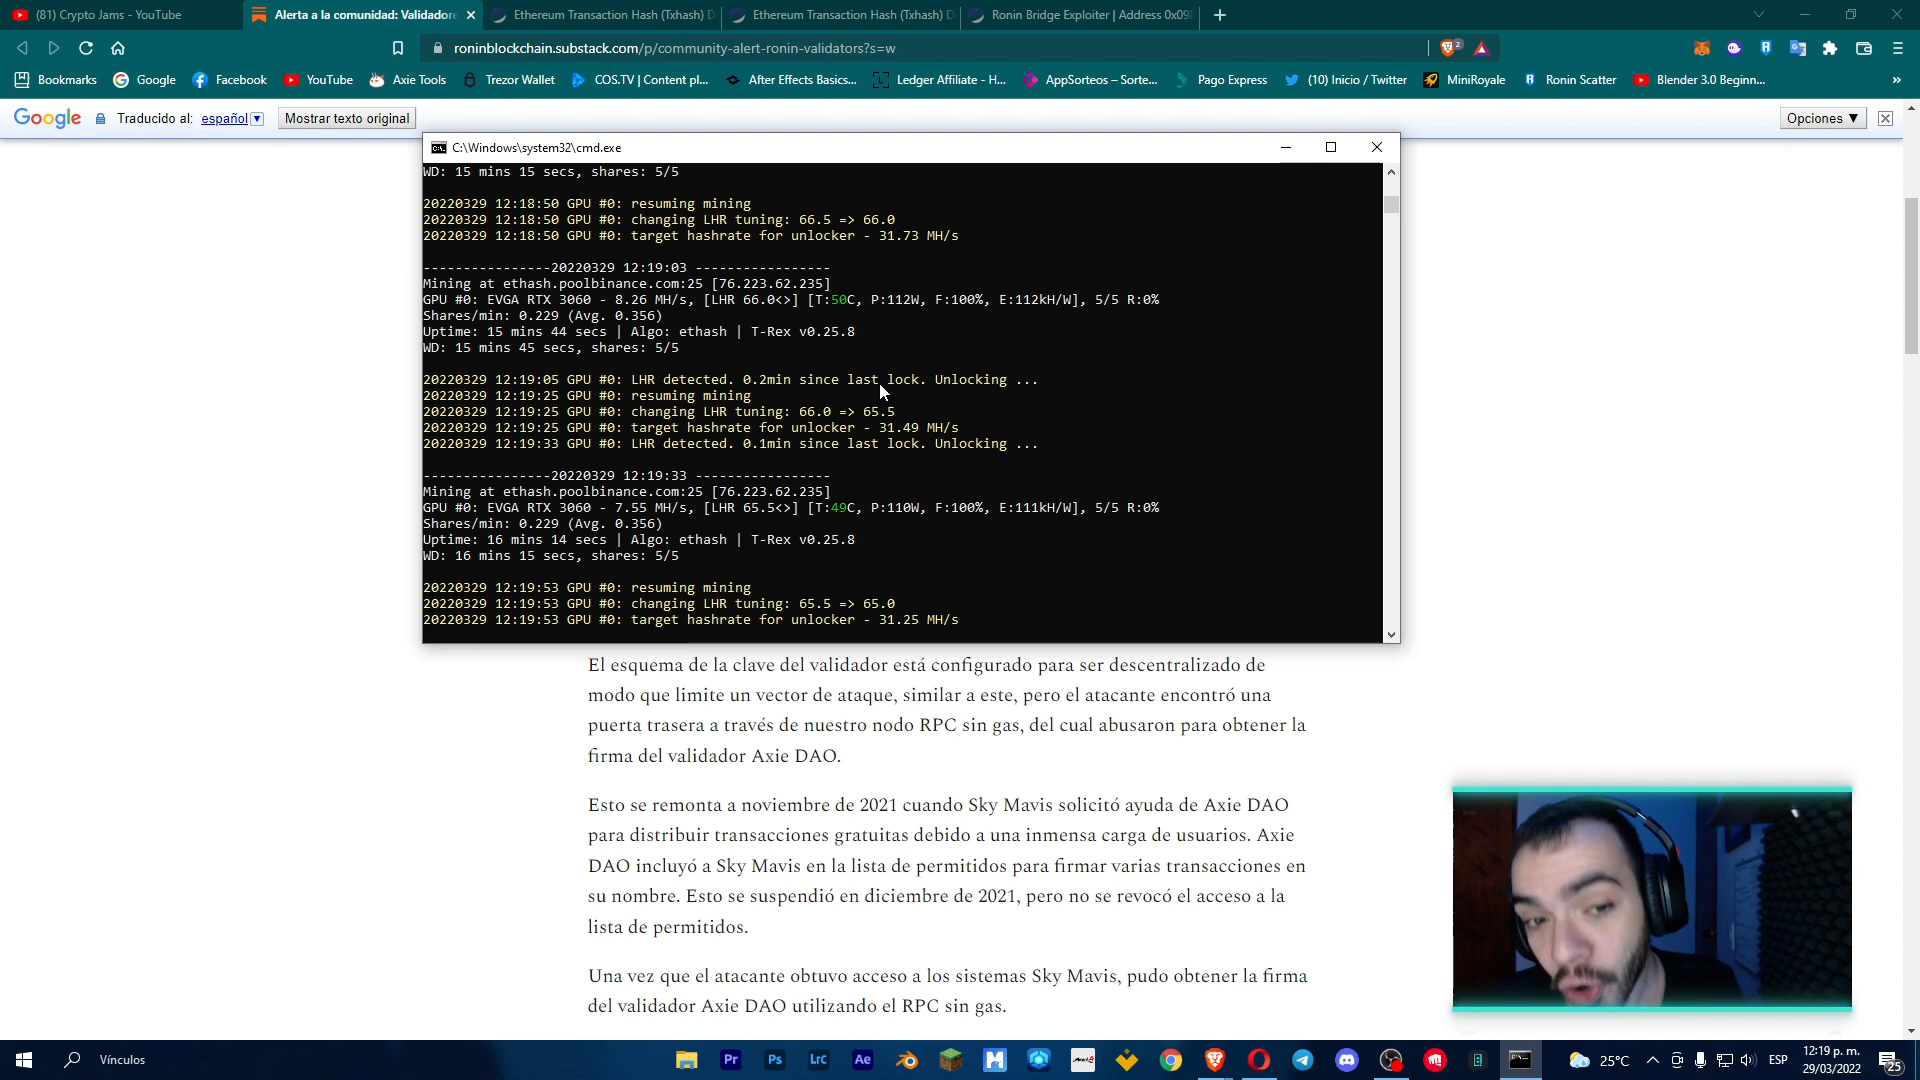 (81) Crypto Jams - YouTube
Alerta a la comunidad: Validadore
Ethereum Transaction Hash (Txhash) D
Ethereum Transaction Hash (Txhash) D
Ronin Bridge Exploiter | Address 0x098
roninblockchain.substack.com/p/community-alert-ronin-validators?s=w
2
Bookmarks
Google
Facebook
YouTube
Axie Tools
Trezor Wallet
COS.TV | Content pl...
After Effects Basics...
Ledger Affiliate - H...
AppSorteos – Sorte...
Pago Express
(10) Inicio / Twitter
MiniRoyale
Ronin Scatter
Blender 3.0 Beginn...
»
Google
Traducido al: español
Mostrar texto original
Opciones ▼
C:\Windows\system32\cmd.exe
WD: 15 mins 15 secs, shares: 5/5
20220329 12:18:50 GPU #0: resuming mining
20220329 12:18:50 GPU #0: changing LHR tuning: 66.5 => 66.0
20220329 12:18:50 GPU #0: target hashrate for unlocker - 31.73 MH/s
----------------20220329 12:19:03 -----------------
Mining at ethash.poolbinance.com:25 [76.223.62.235]
GPU #0: EVGA RTX 3060 - 8.26 MH/s, [LHR 66.0<>] [T:50C, P:112W, F:100%, E:112kH/W], 5/5 R:0%
Shares/min: 0.229 (Avg. 0.356)
Uptime: 15 mins 44 secs | Algo: ethash | T-Rex v0.25.8
WD: 15 mins 45 secs, shares: 5/5
20220329 12:19:05 GPU #0: LHR detected. 0.2min since last lock. Unlocking ...
20220329 12:19:25 GPU #0: resuming mining
20220329 12:19:25 GPU #0: changing LHR tuning: 66.0 => 65.5
20220329 12:19:25 GPU #0: target hashrate for unlocker - 31.49 MH/s
20220329 12:19:33 GPU #0: LHR detected. 0.1min since last lock. Unlocking ...
----------------20220329 12:19:33 -----------------
Mining at ethash.poolbinance.com:25 [76.223.62.235]
GPU #0: EVGA RTX 3060 - 7.55 MH/s, [LHR 65.5<>] [T:49C, P:110W, F:100%, E:111kH/W], 5/5 R:0%
Shares/min: 0.229 (Avg. 0.356)
Uptime: 16 mins 14 secs | Algo: ethash | T-Rex v0.25.8
WD: 16 mins 15 secs, shares: 5/5
20220329 12:19:53 GPU #0: resuming mining
20220329 12:19:53 GPU #0: changing LHR tuning: 65.5 => 65.0
20220329 12:19:53 GPU #0: target hashrate for unlocker - 31.25 MH/s
El esquema de la clave del validador está configurado para ser descentralizado de
modo que limite un vector de ataque, similar a este, pero el atacante encontró una
puerta trasera a través de nuestro nodo RPC sin gas, del cual abusaron para obtener la
firma del validador Axie DAO.
Esto se remonta a noviembre de 2021 cuando Sky Mavis solicitó ayuda de Axie DAO
para distribuir transacciones gratuitas debido a una inmensa carga de usuarios. Axie
DAO incluyó a Sky Mavis en la lista de permitidos para firmar varias transacciones en
su nombre. Esto se suspendió en diciembre de 2021, pero no se revocó el acceso a la
lista de permitidos.
Una vez que el atacante obtuvo acceso a los sistemas Sky Mavis, pudo obtener la firma
del validador Axie DAO utilizando el RPC sin gas.
Vínculos
Pr
Ps
Lrc
Ae
25°C
ESP
12:19 p. m.
29/03/2022
25